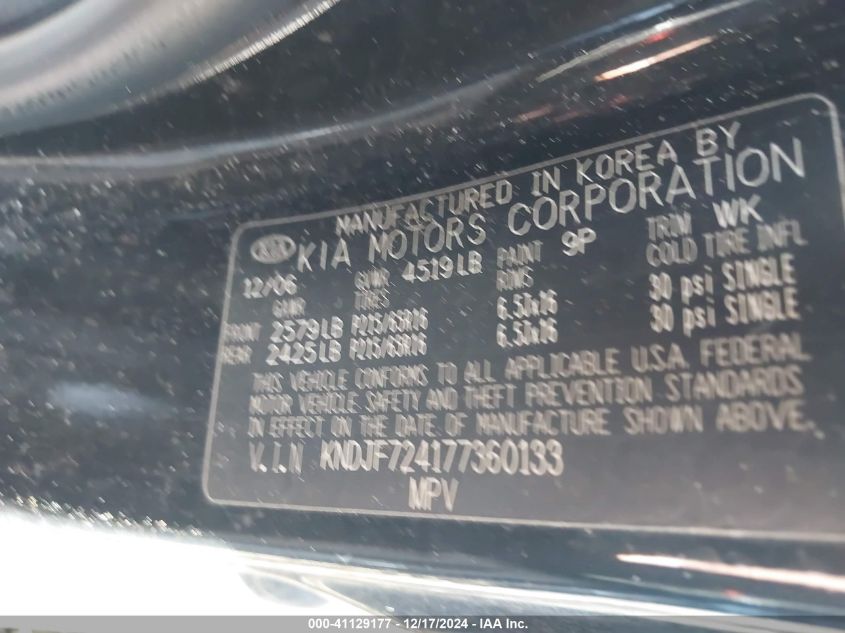 MANUFACTURED IN KOREA BY
KIA KIA MOTORS CORPORATION
12/06 GVWR 4519LB PAINT 9P TRIM WK
GAWR TIRES RIMS COLD TIRE INFL
FRONT 2579LB P215/65R16 6.5Jx16 30 psi SINGLE
REAR 2425LB P215/65R16 6.5Jx16 30 psi SINGLE
THIS VEHICLE CONFORMS TO ALL APPLICABLE U.S.A. FEDERAL
MOTOR VEHICLE SAFETY AND THEFT PREVENTION STANDARDS
IN EFFECT ON THE DATE OF MANUFACTURE SHOWN ABOVE.
V.I.N KNDJF724177360133
MPV
000-41129177 - 12/17/2024 - IAA Inc.